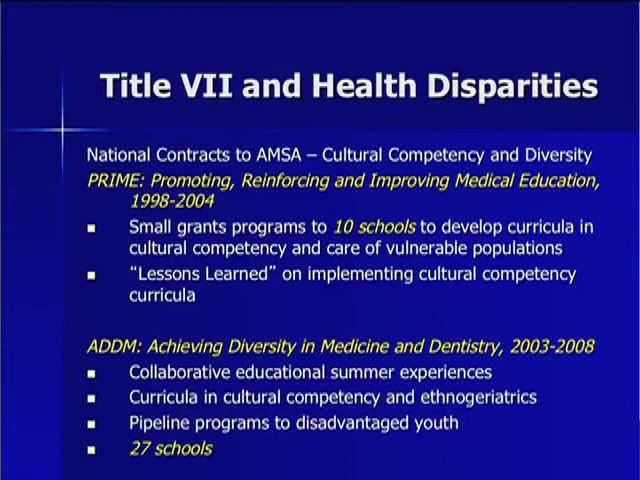 Title VII and Health Disparities
National Contracts to AMSA – Cultural Competency and Diversity
PRIME: Promoting, Reinforcing and Improving Medical Education,
1998-2004
■ Small grants programs to 10 schools to develop curricula in
cultural competency and care of vulnerable populations
■ “Lessons Learned” on implementing cultural competency
curricula
ADDM: Achieving Diversity in Medicine and Dentistry, 2003-2008
■ Collaborative educational summer experiences
■ Curricula in cultural competency and ethnogeriatrics
■ Pipeline programs to disadvantaged youth
■ 27 schools